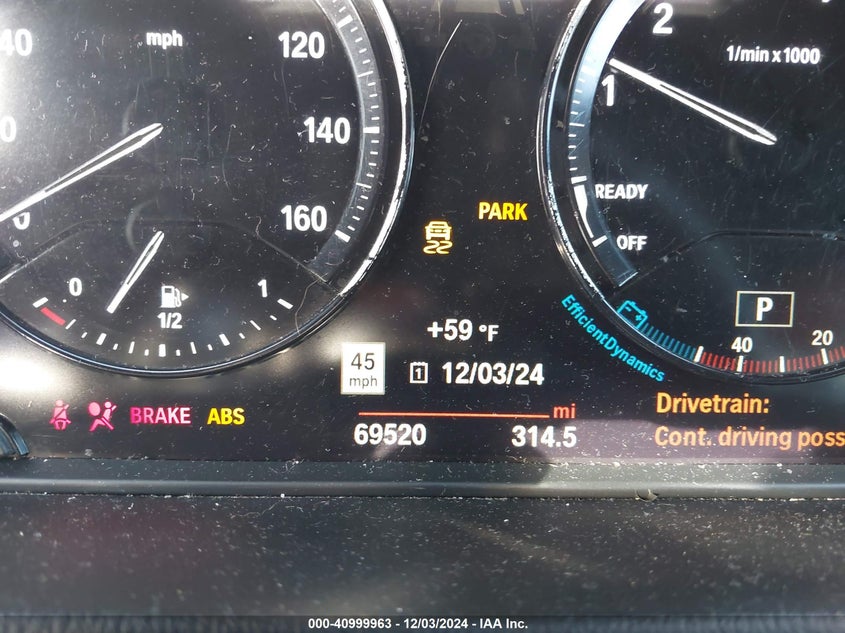 40
mph
120
140
160
0
0
1/2
1
2
1/min x 1000
1
READY
OFF
PARK
P
EfficientDynamics
40
20
+59 °F
45
mph
1
12/03/24
BRAKE
ABS
mi
69520
314.5
Drivetrain:
Cont. driving poss
000-40999963 - 12/03/2024 - IAA Inc.